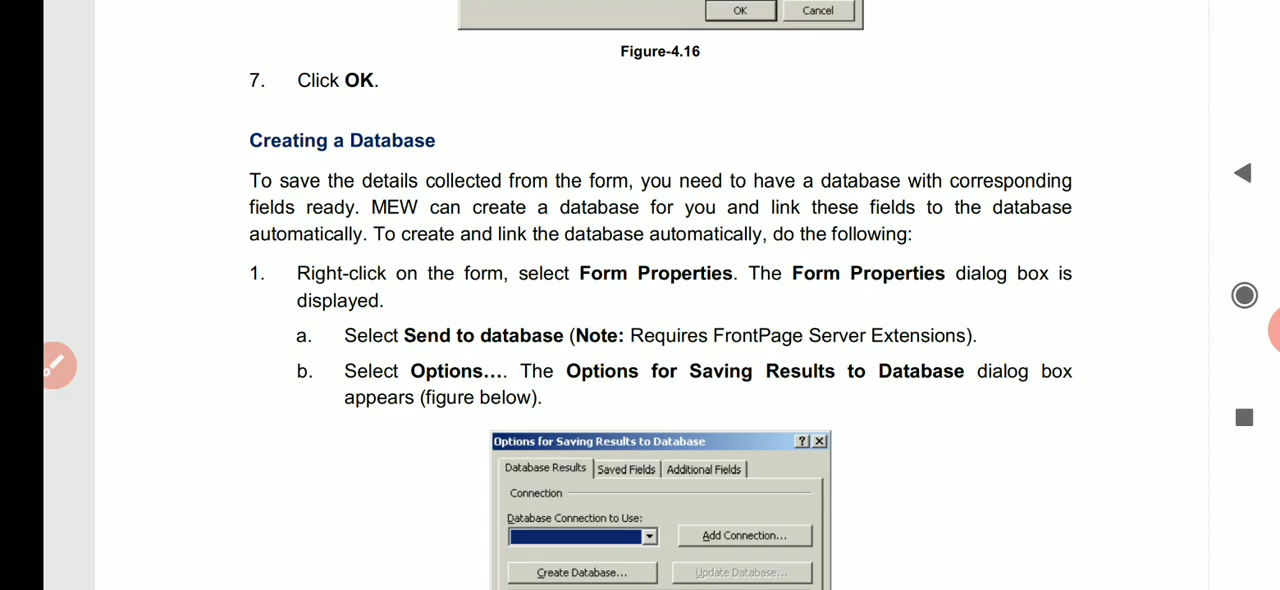 OK Cancel
Figure-4.16
7. Click OK.
Creating a Database
To save the details collected from the form, you need to have a database with corresponding
fields ready. MEW can create a database for you and link these fields to the database
automatically. To create and link the database automatically, do the following:
1. Right-click on the form, select Form Properties. The Form Properties dialog box is
displayed.
a. Select Send to database (Note: Requires FrontPage Server Extensions).
b. Select Options…. The Options for Saving Results to Database dialog box
appears (figure below).
Options for Saving Results to Database ?
Database Results Saved Fields Additional Fields
Connection
Database Connection to Use:
Add Connection...
Create Database... Update Database...